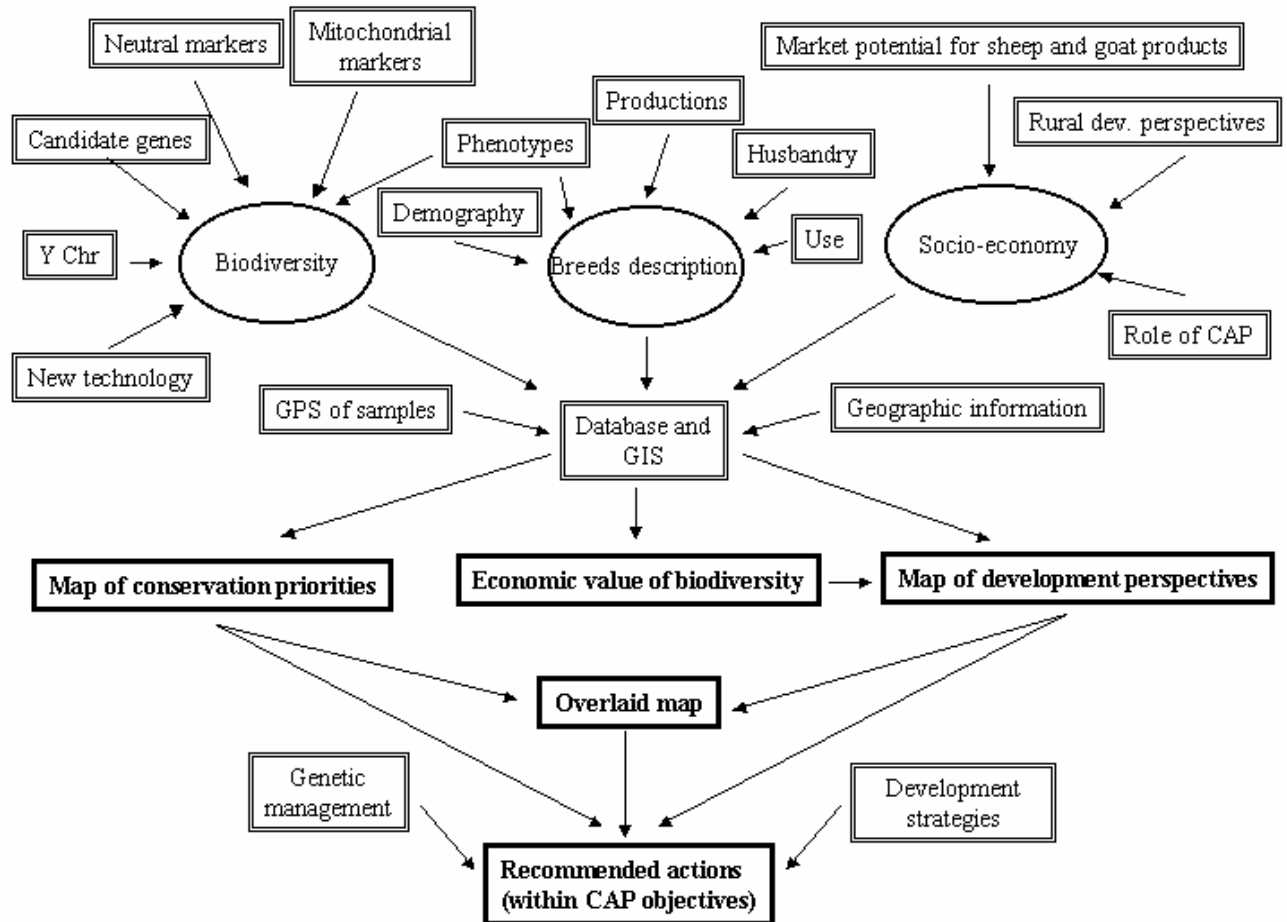 Neutral markers
Mitochondrial
markers
Market potential for sheep and goat products
Productions
Candidate genes
Phenotypes
Husbandry
Rural dev. perspectives
Demography
Use
Y Chr
Biodiversity
Breeds description
Socio-economy
New technology
Role of CAP
GPS of samples
Database and
GIS
Geographic information
Map of conservation priorities
Economic value of biodiversity
Map of development perspectives
Overlaid map
Genetic
management
Development
strategies
Recommended actions
(within CAP objectives)